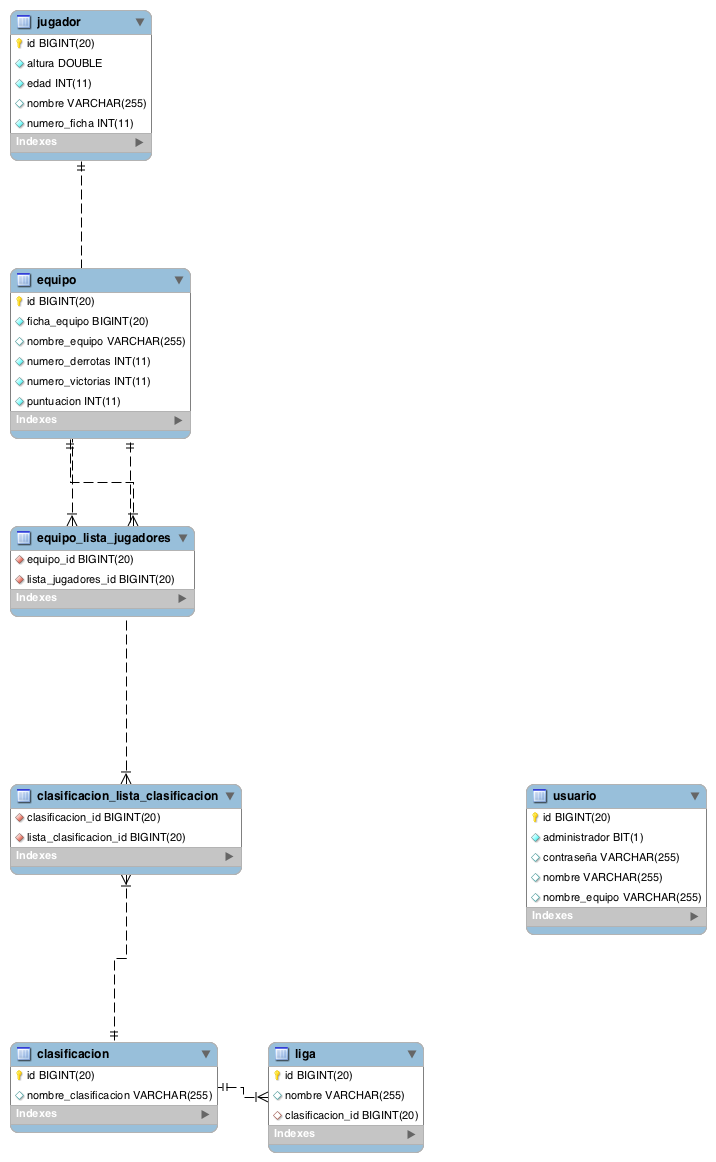 jugador
id BIGINT(20)
altura DOUBLE
edad INT(11)
nombre VARCHAR(255)
numero_ficha INT(11)
Indexes
equipo
id BIGINT(20)
ficha_equipo BIGINT(20)
nombre_equipo VARCHAR(255)
numero_derrotas INT(11)
numero_victorias INT(11)
puntuacion INT(11)
Indexes
equipo_lista_jugadores
equipo_id BIGINT(20)
lista_jugadores_id BIGINT(20)
Indexes
clasificacion_lista_clasificacion
clasificacion_id BIGINT(20)
lista_clasificacion_id BIGINT(20)
Indexes
usuario
id BIGINT(20)
administrador BIT(1)
contraseña VARCHAR(255)
nombre VARCHAR(255)
nombre_equipo VARCHAR(255)
Indexes
clasificacion
id BIGINT(20)
nombre_clasificacion VARCHAR(255)
Indexes
liga
id BIGINT(20)
nombre VARCHAR(255)
clasificacion_id BIGINT(20)
Indexes